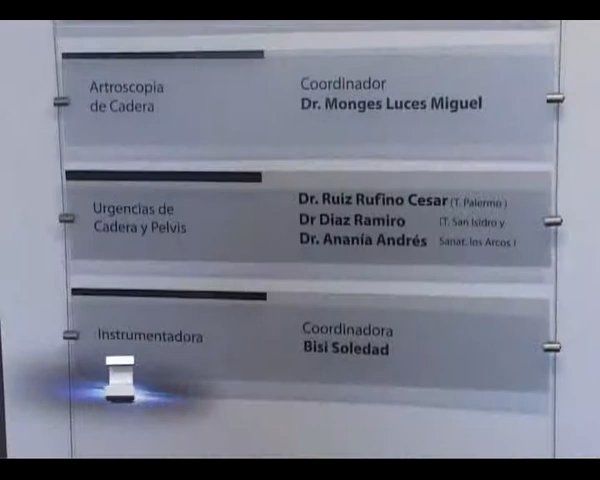 Artroscopia
de Cadera
Coordinador
Dr. Monges Luces Miguel
Urgencias de
Cadera y Pelvis
Dr. Ruiz Rufino Cesar (T. Palermo )
Dr Diaz Ramiro (T. San Isidro y
Dr. Ananía Andrés Sanat. los Arcos )
Instrumentadora
Coordinadora
Bisi Soledad